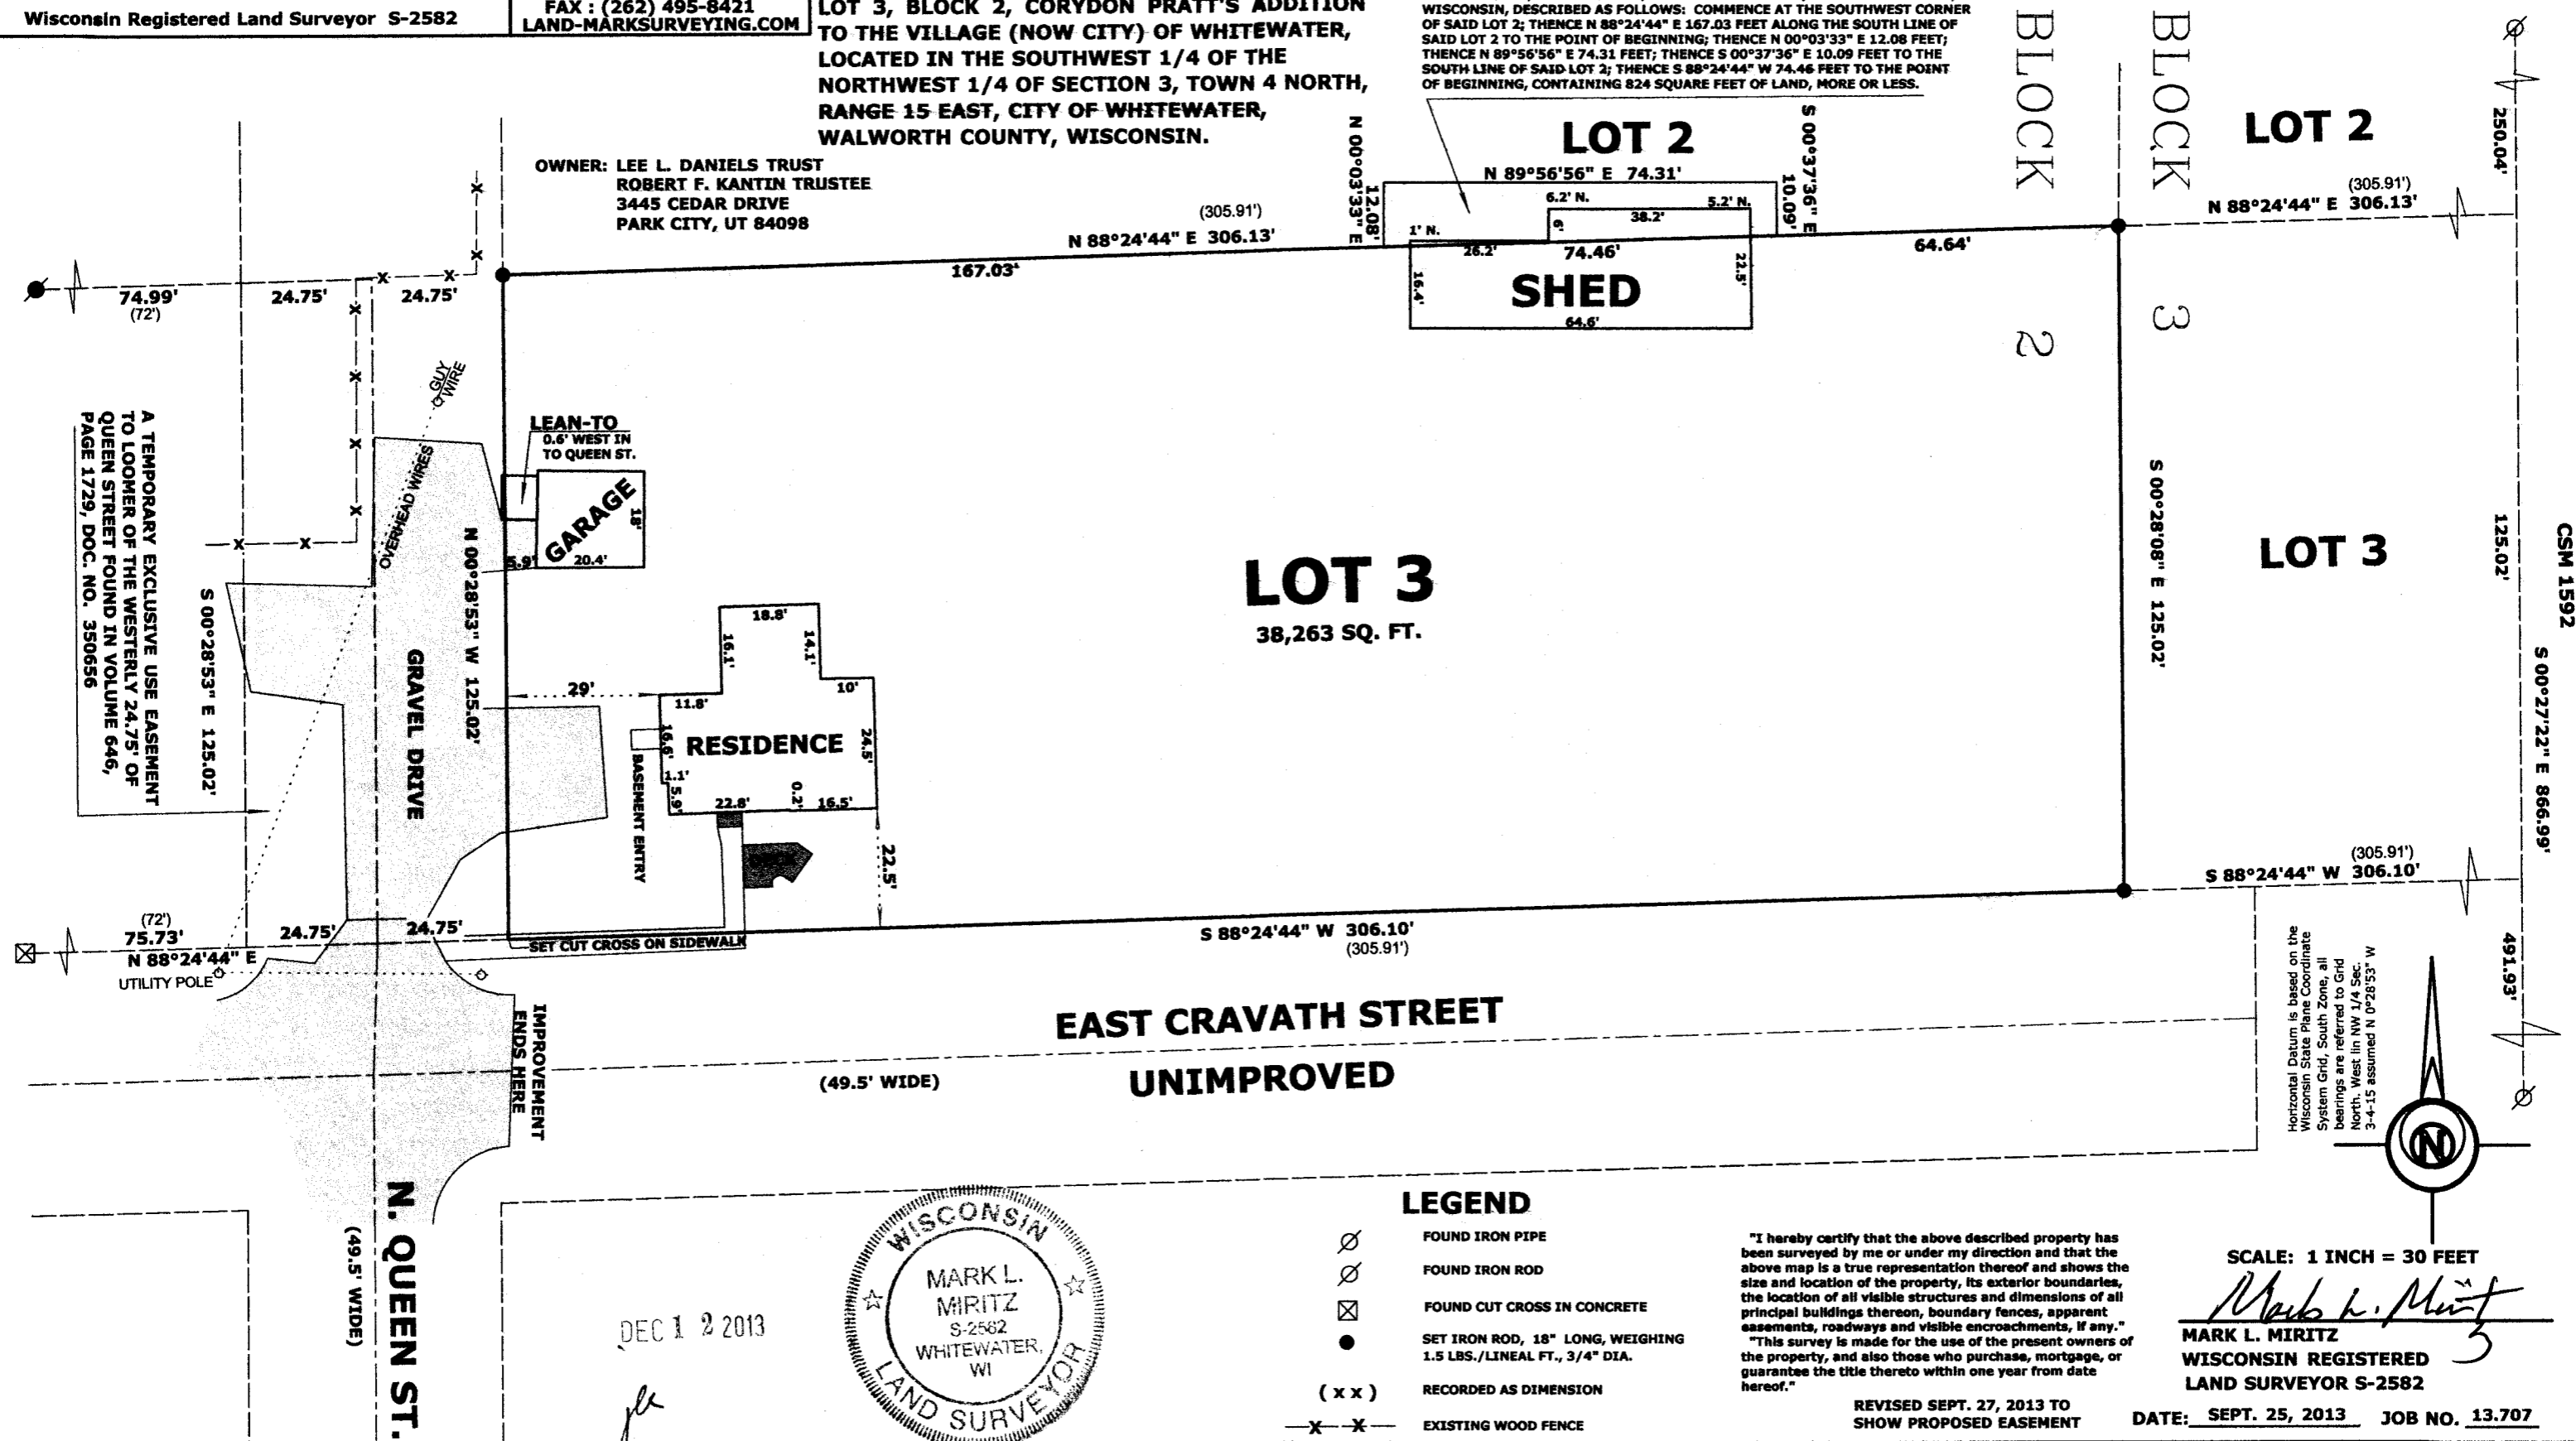 Wisconsin Registered Land Surveyor S-2582
FAX : (262) 495-8421
LAND-MARKSURVEYING.COM
LOT 3, BLOCK 2, CORYDON PRATT'S ADDITION
TO THE VILLAGE (NOW CITY) OF WHITEWATER,
LOCATED IN THE SOUTHWEST 1/4 OF THE
NORTHWEST 1/4 OF SECTION 3, TOWN 4 NORTH,
RANGE 15 EAST, CITY OF WHITEWATER,
WALWORTH COUNTY, WISCONSIN.
WISCONSIN, DESCRIBED AS FOLLOWS: COMMENCE AT THE SOUTHWEST CORNER
OF SAID LOT 2; THENCE N 88°24'44" E 167.03 FEET ALONG THE SOUTH LINE OF
SAID LOT 2 TO THE POINT OF BEGINNING; THENCE N 00°03'33" E 12.08 FEET;
THENCE N 89°56'56" E 74.31 FEET; THENCE S 00°37'36" E 10.09 FEET TO THE
SOUTH LINE OF SAID LOT 2; THENCE S 88°24'44" W 74.46 FEET TO THE POINT
OF BEGINNING, CONTAINING 824 SQUARE FEET OF LAND, MORE OR LESS.
OWNER: LEE L. DANIELS TRUST
ROBERT F. KANTIN TRUSTEE
3445 CEDAR DRIVE
PARK CITY, UT 84098
BLOCK 2
BLOCK 3
LOT 2
LOT 2
N 89°56'56" E 74.31'
N 00°03'33" E
12.08'
S 00°37'36" E
10.09'
6.2' N.
5.2' N.
38.2'
6'
1' N.
26.2'
74.46'
16.4'
22.5'
SHED
64.6'
64.64'
(305.91')
N 88°24'44" E 306.13'
167.03'
(305.91')
N 88°24'44" E 306.13'
250.04'
74.99'
(72')
24.75'
24.75'
GUY
WIRE
OVERHEAD WIRES
LEAN-TO
0.6' WEST IN
TO QUEEN ST.
GARAGE
18'
5.9'
20.4'
A TEMPORARY EXCLUSIVE USE EASEMENT
TO LOOMER OF THE WESTERLY 24.75' OF
QUEEN STREET FOUND IN VOLUME 646,
PAGE 1729, DOC. NO. 350656
S 00°28'53" E 125.02'
GRAVEL DRIVE
N 00°28'53" W 125.02'
LOT 3
38,263 SQ. FT.
S 00°28'08" E 125.02'
LOT 3
125.02'
CSM 1592
S 00°27'22" E 866.99'
18.8'
16.1'
14.1'
10'
29'
11.8'
RESIDENCE
16.6'
24.5'
1.1'
5.9'
22.8'
0.2'
16.5'
BASEMENT ENTRY
22.5'
(305.91')
S 88°24'44" W 306.10'
(72')
75.73'
24.75'
24.75'
N 88°24'44" E
UTILITY POLE
SET CUT CROSS ON SIDEWALK
S 88°24'44" W 306.10'
(305.91')
491.93'
IMPROVEMENT
ENDS HERE
EAST CRAVATH STREET
(49.5' WIDE)
UNIMPROVED
Horizontal Datum is based on the
Wisconsin State Plane Coordinate
System Grid, South Zone, all
bearings are referred to Grid
North. West lin NW 1/4 Sec.
3-4-15 assumed N 0°28'53" W
N
N. QUEEN ST.
(49.5' WIDE)
DEC 12 2013
WISCONSIN
MARK L.
MIRITZ
S-2582
WHITEWATER,
WI
LAND SURVEYOR
LEGEND
FOUND IRON PIPE
FOUND IRON ROD
FOUND CUT CROSS IN CONCRETE
SET IRON ROD, 18" LONG, WEIGHING
1.5 LBS./LINEAL FT., 3/4" DIA.
(xx) RECORDED AS DIMENSION
x x EXISTING WOOD FENCE
"I hereby certify that the above described property has
been surveyed by me or under my direction and that the
above map is a true representation thereof and shows the
size and location of the property, its exterior boundaries,
the location of all visible structures and dimensions of all
principal buildings thereon, boundary fences, apparent
easements, roadways and visible encroachments, if any."
"This survey is made for the use of the present owners of
the property, and also those who purchase, mortgage, or
guarantee the title thereto within one year from date
hereof."
REVISED SEPT. 27, 2013 TO
SHOW PROPOSED EASEMENT
SCALE: 1 INCH = 30 FEET
Mark L. Miritz
MARK L. MIRITZ
WISCONSIN REGISTERED
LAND SURVEYOR S-2582
DATE: SEPT. 25, 2013 JOB NO. 13.707